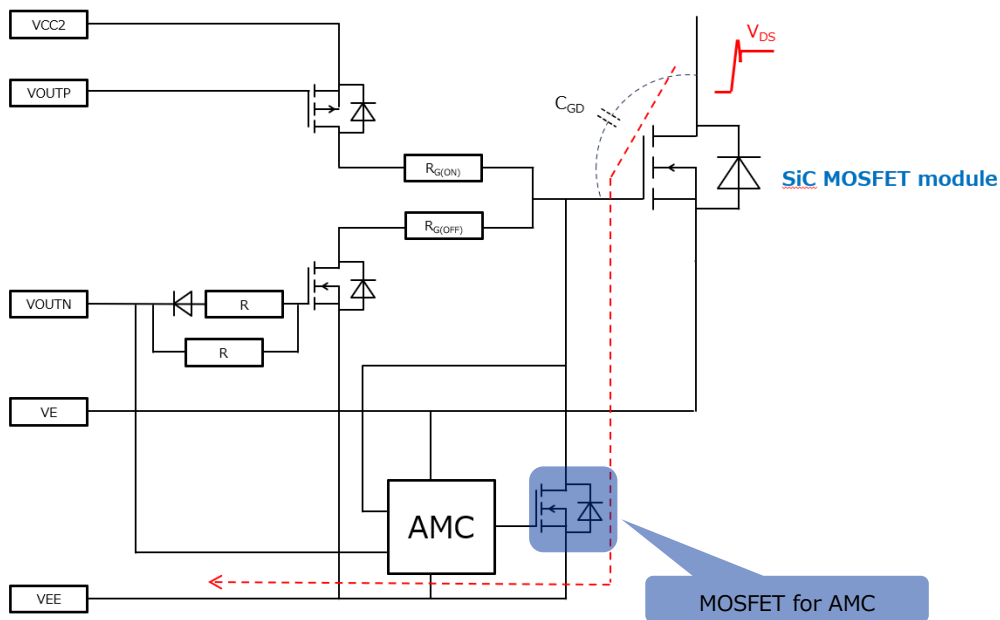 VCC2
VOUTP
VDS
CGD
SiC MOSFET module
RG(ON)
RG(OFF)
VOUTN
R
R
VE
AMC
VEE
MOSFET for AMC